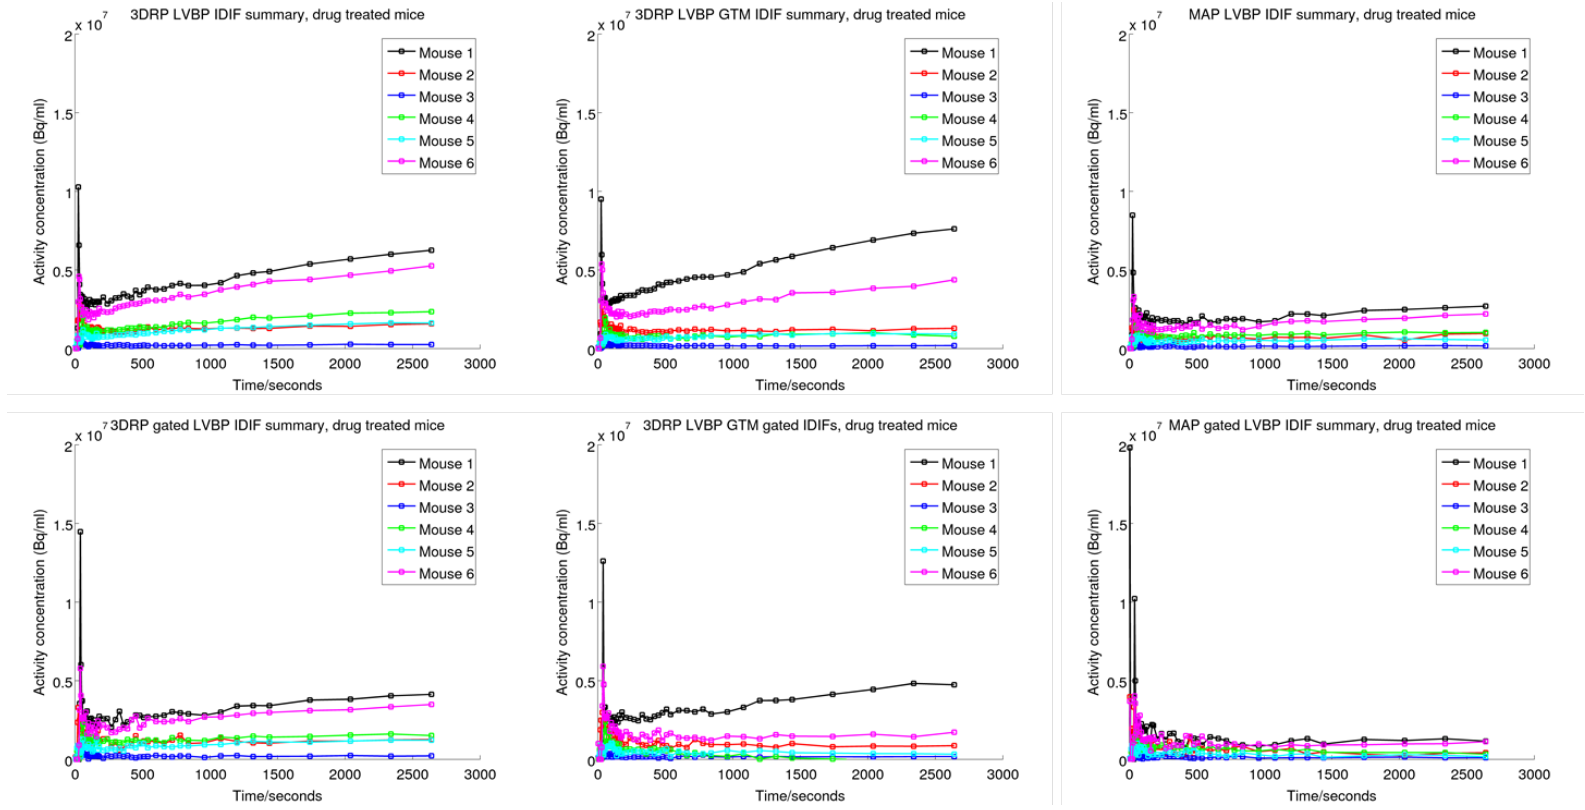 3DRP LVBP IDIF summary, drug treated mice
x 10^7
2
1.5
1
0.5
0
Activity concentration (Bq/ml)
Mouse 1
Mouse 2
Mouse 3
Mouse 4
Mouse 5
Mouse 6
0 500 1000 1500 2000 2500 3000
Time/seconds
3DRP LVBP GTM IDIF summary, drug treated mice
x 10^7
2
1.5
1
0.5
0
Activity concentration (Bq/ml)
Mouse 1
Mouse 2
Mouse 3
Mouse 4
Mouse 5
Mouse 6
0 500 1000 1500 2000 2500 3000
Time/seconds
MAP LVBP IDIF summary, drug treated mice
x 10^7
2
1.5
1
0.5
0
Activity concentration (Bq/ml)
Mouse 1
Mouse 2
Mouse 3
Mouse 4
Mouse 5
Mouse 6
0 500 1000 1500 2000 2500 3000
Time/seconds
3DRP gated LVBP IDIF summary, drug treated mice
x 10^7
2
1.5
1
0.5
0
Activity concentration (Bq/ml)
Mouse 1
Mouse 2
Mouse 3
Mouse 4
Mouse 5
Mouse 6
0 500 1000 1500 2000 2500 3000
Time/seconds
3DRP LVBP GTM gated IDIFs, drug treated mice
x 10^7
2
1.5
1
0.5
0
Activity concentration (Bq/ml)
Mouse 1
Mouse 2
Mouse 3
Mouse 4
Mouse 5
Mouse 6
0 500 1000 1500 2000 2500 3000
Time/seconds
MAP gated LVBP IDIF summary, drug treated mice
x 10^7
2
1.5
1
0.5
0
Activity concentration (Bq/ml)
Mouse 1
Mouse 2
Mouse 3
Mouse 4
Mouse 5
Mouse 6
0 500 1000 1500 2000 2500 3000
Time/seconds